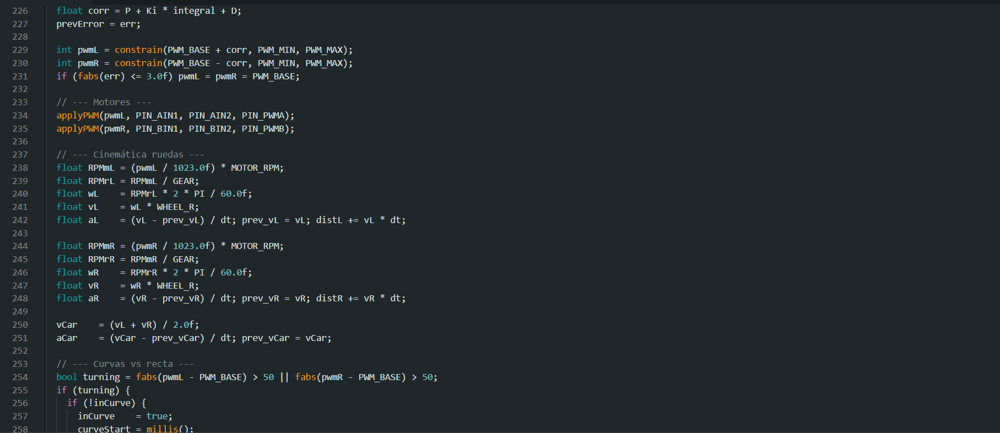 226 float corr = P + Ki * integral + D;
227 prevError = err;
228
229 int pwmL = constrain(PWM_BASE + corr, PWM_MIN, PWM_MAX);
230 int pwmR = constrain(PWM_BASE - corr, PWM_MIN, PWM_MAX);
231 if (fabs(err) <= 3.0f) pwmL = pwmR = PWM_BASE;
232
233 // --- Motores ---
234 applyPWM(pwmL, PIN_AIN1, PIN_AIN2, PIN_PWMA);
235 applyPWM(pwmR, PIN_BIN1, PIN_BIN2, PIN_PWMB);
236
237 // --- Cinemática ruedas ---
238 float RPMmL = (pwmL / 1023.0f) * MOTOR_RPM;
239 float RPMrL = RPMmL / GEAR;
240 float wL    = RPMrL * 2 * PI / 60.0f;
241 float vL    = wL * WHEEL_R;
242 float aL    = (vL - prev_vL) / dt; prev_vL = vL; distL += vL * dt;
243
244 float RPMmR = (pwmR / 1023.0f) * MOTOR_RPM;
245 float RPMrR = RPMmR / GEAR;
246 float wR    = RPMrR * 2 * PI / 60.0f;
247 float vR    = wR * WHEEL_R;
248 float aR    = (vR - prev_vR) / dt; prev_vR = vR; distR += vR * dt;
249
250 vCar    = (vL + vR) / 2.0f;
251 aCar    = (vCar - prev_vCar) / dt; prev_vCar = vCar;
252
253 // --- Curvas vs recta ---
254 bool turning = fabs(pwmL - PWM_BASE) > 50 || fabs(pwmR - PWM_BASE) > 50;
255 if (turning) {
256   if (!inCurve) {
257     inCurve    = true;
258     curveStart = millis();